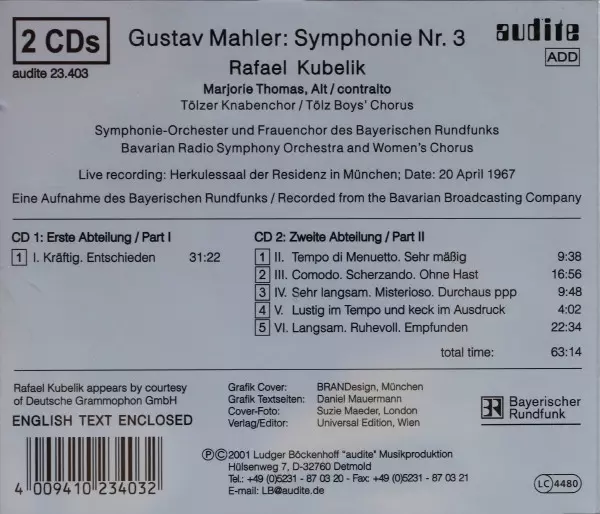 2 CDs
audite 23.403
Gustav Mahler: Symphonie Nr. 3
audite
ADD
Rafael Kubelik
Marjorie Thomas, Alt / contralto
Tölzer Knabenchor / Tölz Boys' Chorus
Symphonie-Orchester und Frauenchor des Bayerischen Rundfunks
Bavarian Radio Symphony Orchestra and Women's Chorus
Live recording: Herkulessaal der Residenz in München; Date: 20 April 1967
Eine Aufnahme des Bayerischen Rundfunks / Recorded from the Bavarian Broadcasting Company
CD 1: Erste Abteilung / Part I
1 I. Kräftig. Entschieden 31:22
CD 2: Zweite Abteilung / Part II
1 II. Tempo di Menuetto. Sehr mäßig 9:38
2 III. Comodo. Scherzando. Ohne Hast 16:56
3 IV. Sehr langsam. Misterioso. Durchaus ppp 9:48
4 V. Lustig im Tempo und keck im Ausdruck 4:02
5 VI. Langsam. Ruhevoll. Empfunden 22:34
total time: 63:14
Rafael Kubelik appears by courtesy
of Deutsche Grammophon GmbH
ENGLISH TEXT ENCLOSED
Grafik Cover: BRANDesign, München
Grafik Textseiten: Daniel Mauermann
Cover-Foto: Suzie Maeder, London
Verlag/Editor: Universal Edition, Wien
BR Bayerischer
Rundfunk
4 009410 234032
ⓅⒸ2001 Ludger Böckenhoff "audite" Musikproduktion
Hülsenweg 7, D-32760 Detmold
Tel.: +49 (0)5231 - 87 03 20 - Fax: +49 (0)5231 - 87 03 21
E-mail: LB@audite.de
LC 4480